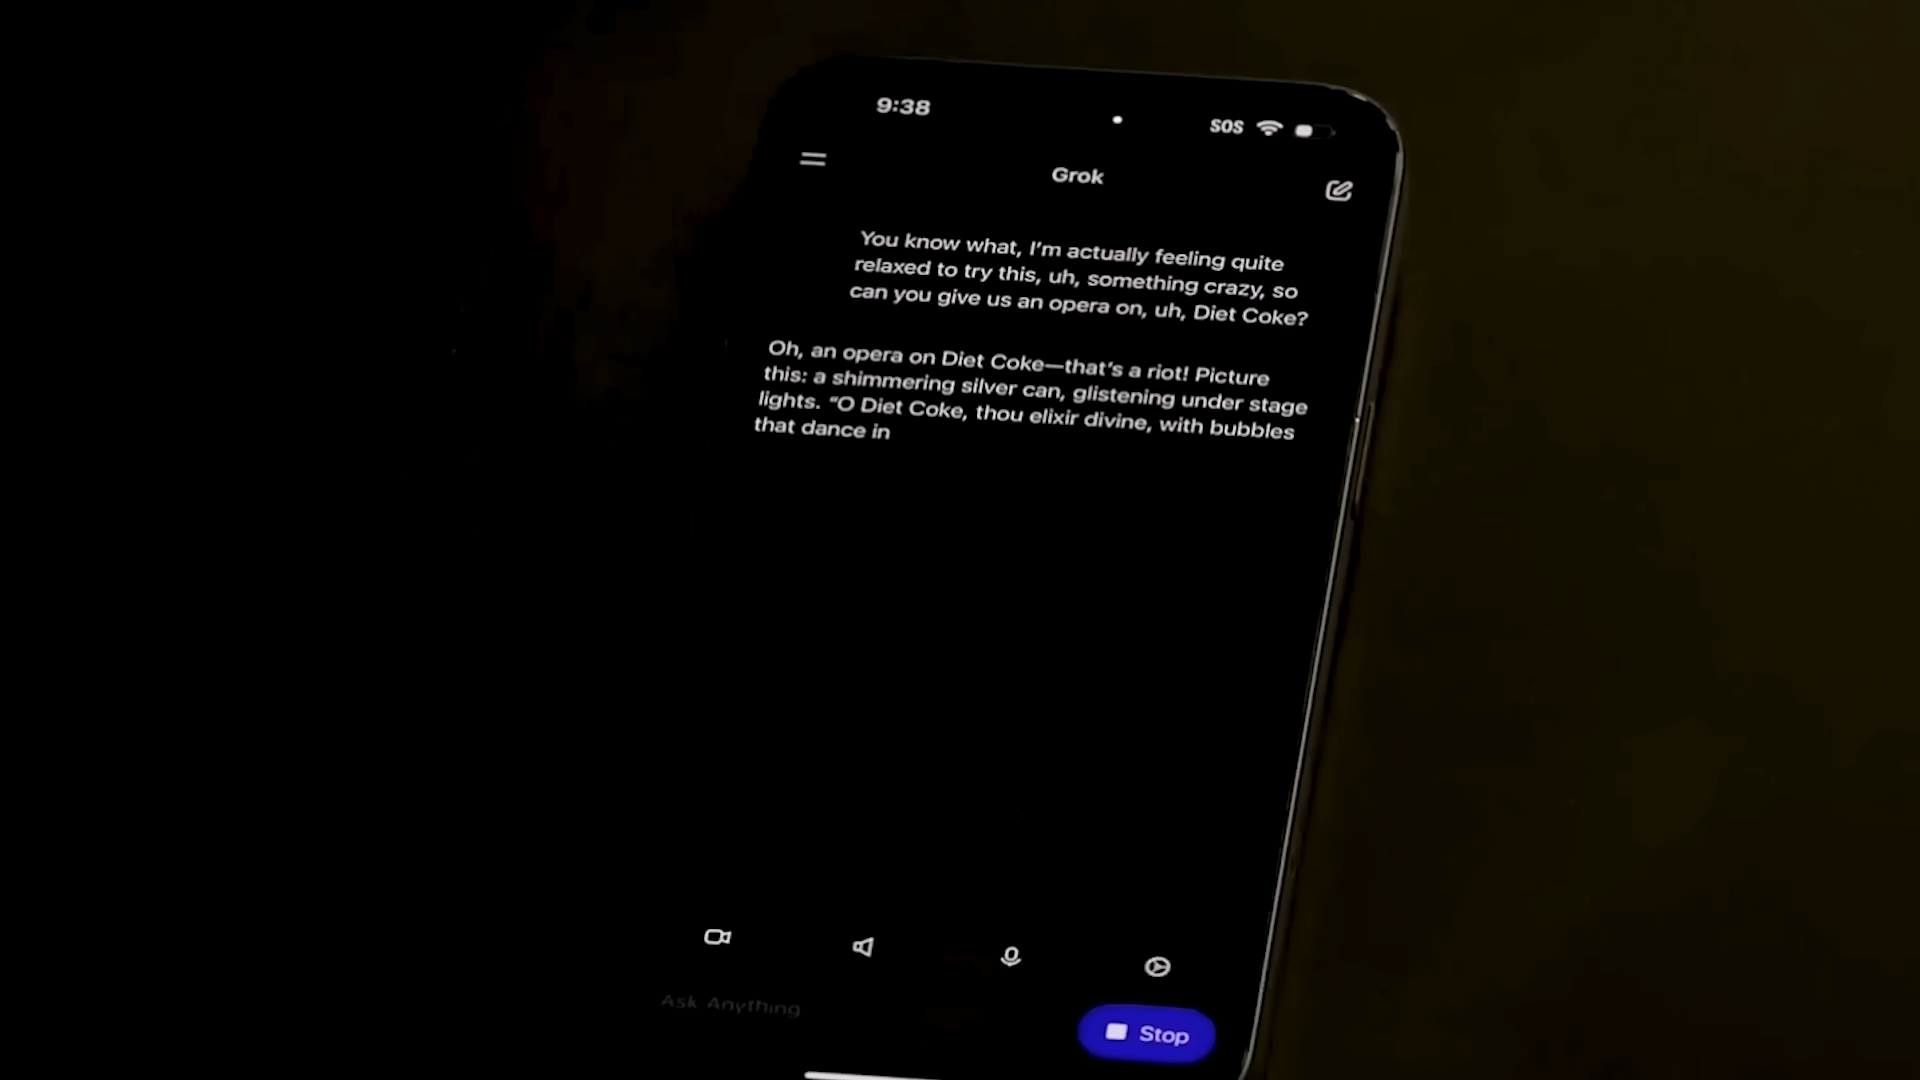 9:38
SOS
Grok
You know what, I'm actually feeling quite
relaxed to try this, uh, something crazy, so
can you give us an opera on, uh, Diet Coke?
Oh, an opera on Diet Coke—that's a riot! Picture
this: a shimmering silver can, glistening under stage
lights. “O Diet Coke, thou elixir divine, with bubbles
that dance in
Ask Anything
Stop